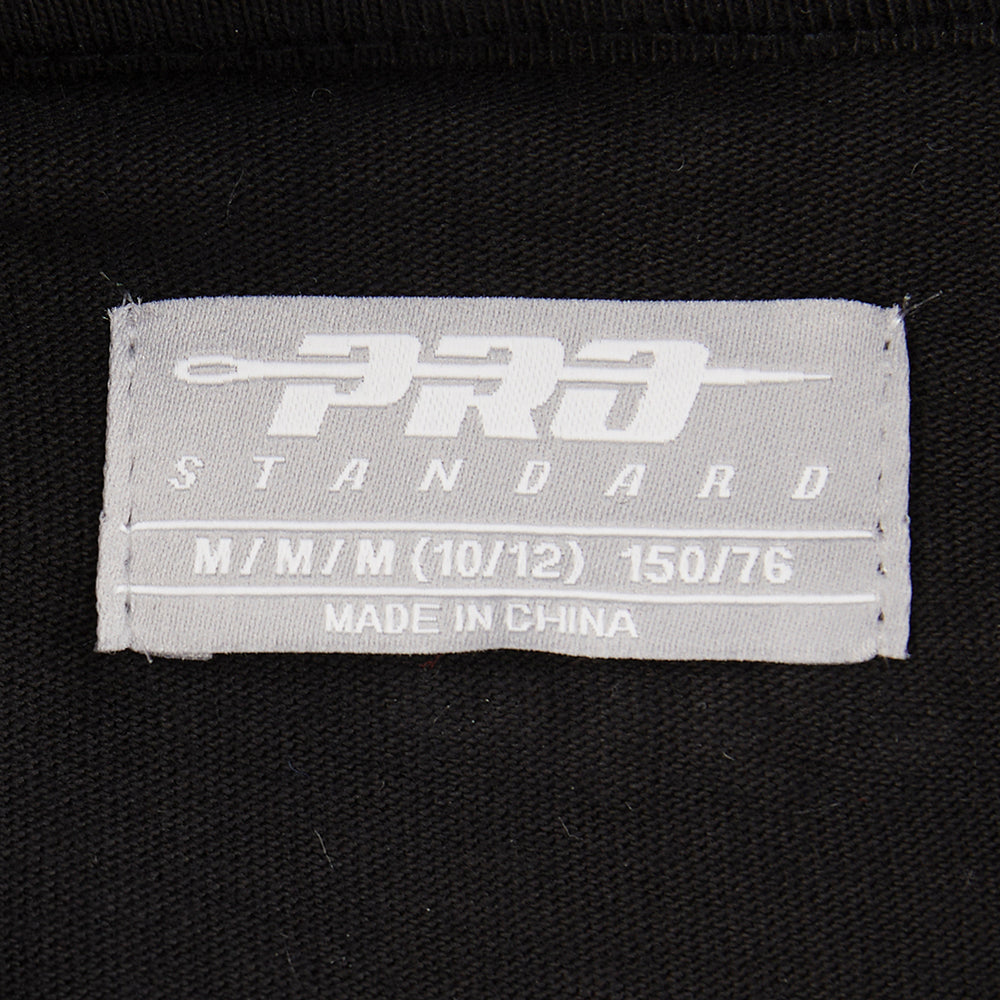 PRO
STANDARD
M/M/M (10/12) 150/76
MADE IN CHINA